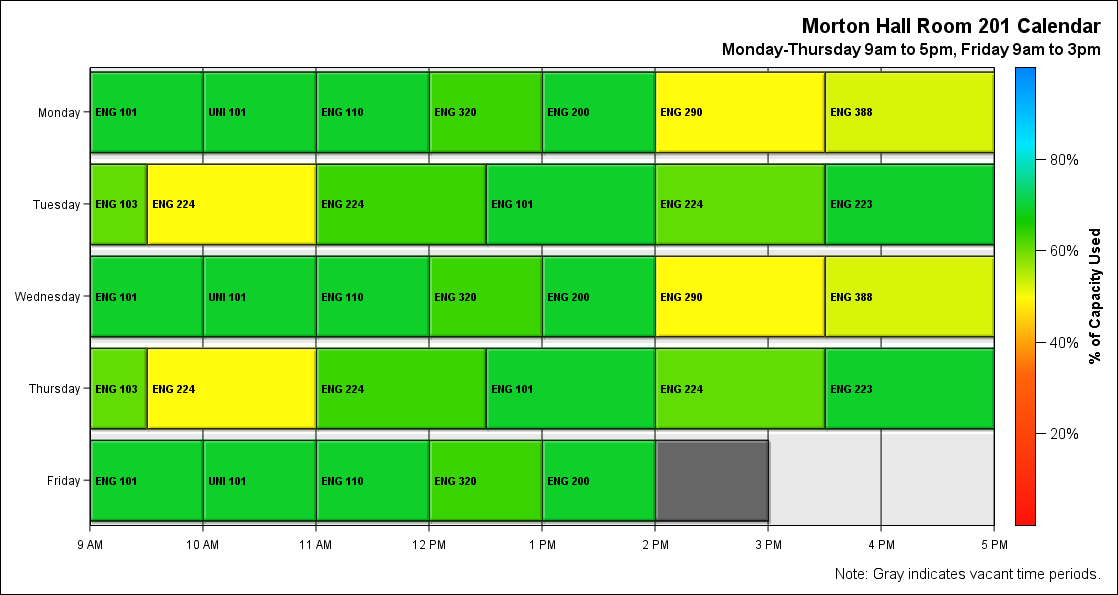 Morton Hall Room 201 Calendar
Monday-Thursday 9am to 5pm, Friday 9am to 3pm
Monday ENG 101 UNI 101 ENG 110 ENG 320 ENG 200 ENG 290 ENG 388
80%
Tuesday ENG 103 ENG 224 ENG 224 ENG 101 ENG 224 ENG 223
60%
% of Capacity Used
Wednesday ENG 101 UNI 101 ENG 110 ENG 320 ENG 200 ENG 290 ENG 388
40%
Thursday ENG 103 ENG 224 ENG 224 ENG 101 ENG 224 ENG 223
20%
Friday ENG 101 UNI 101 ENG 110 ENG 320 ENG 200
9 AM 10 AM 11 AM 12 PM 1 PM 2 PM 3 PM 4 PM 5 PM
Note: Gray indicates vacant time periods.